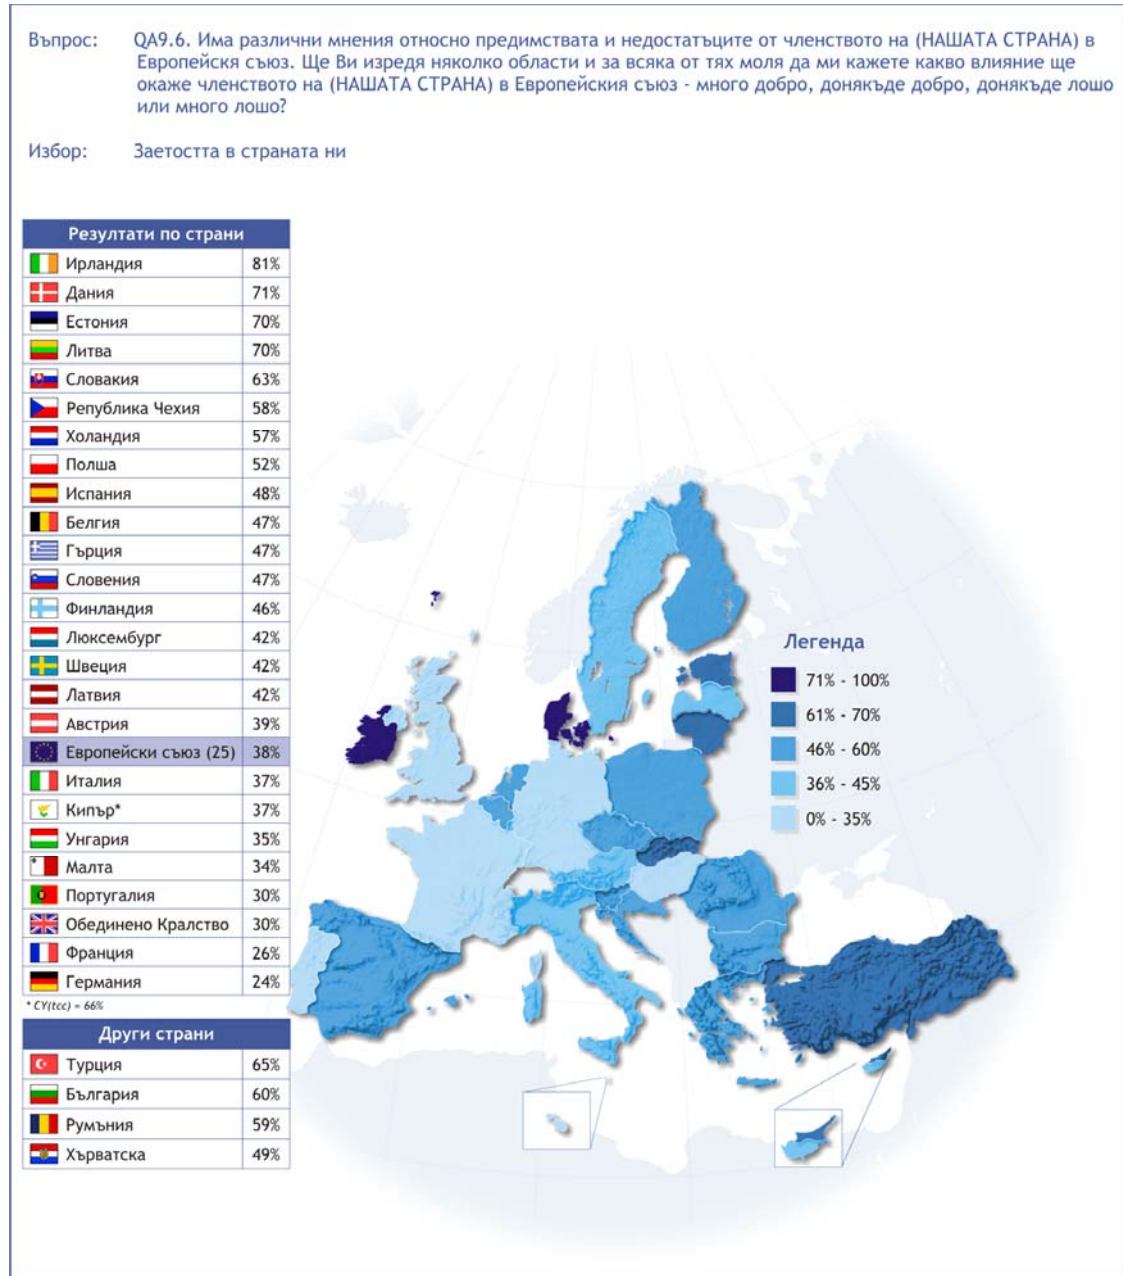 Въпрос: QA9.6. Има различни мнения относно предимствата и недостатъците от членството на (НАШАТА СТРАНА) в
Европейскя съюз. Ще Ви изредя няколко области и за всяка от тях моля да ми кажете какво влияние ще
окаже членството на (НАШАТА СТРАНА) в Европейския съюз - много добро, донякъде добро, донякъде лошо
или много лошо?
Избор: Заетостта в страната ни
Резултати по страни
Ирландия 81%
Дания 71%
Естония 70%
Литва 70%
Словакия 63%
Република Чехия 58%
Холандия 57%
Полша 52%
Испания 48%
Белгия 47%
Гърция 47%
Словения 47%
Финландия 46%
Люксембург 42%
Швеция 42%
Латвия 42%
Австрия 39%
Европейски съюз (25) 38%
Италия 37%
Кипър* 37%
Унгария 35%
Малта 34%
Португалия 30%
Обединено Кралство 30%
Франция 26%
Германия 24%
* CY(tcc) = 66%
Други страни
Турция 65%
България 60%
Румъния 59%
Хърватска 49%
Легенда
71% - 100%
61% - 70%
46% - 60%
36% - 45%
0% - 35%